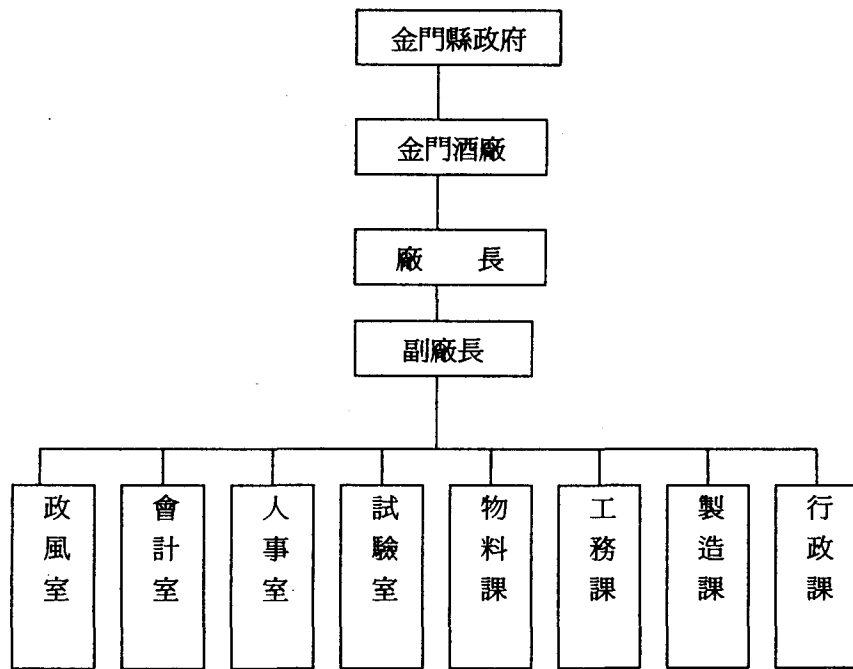 金門縣政府
金門酒廠
廠 長
副廠長
政風室
會計室
人事室
試驗室
物料課
工務課
製造課
行政課